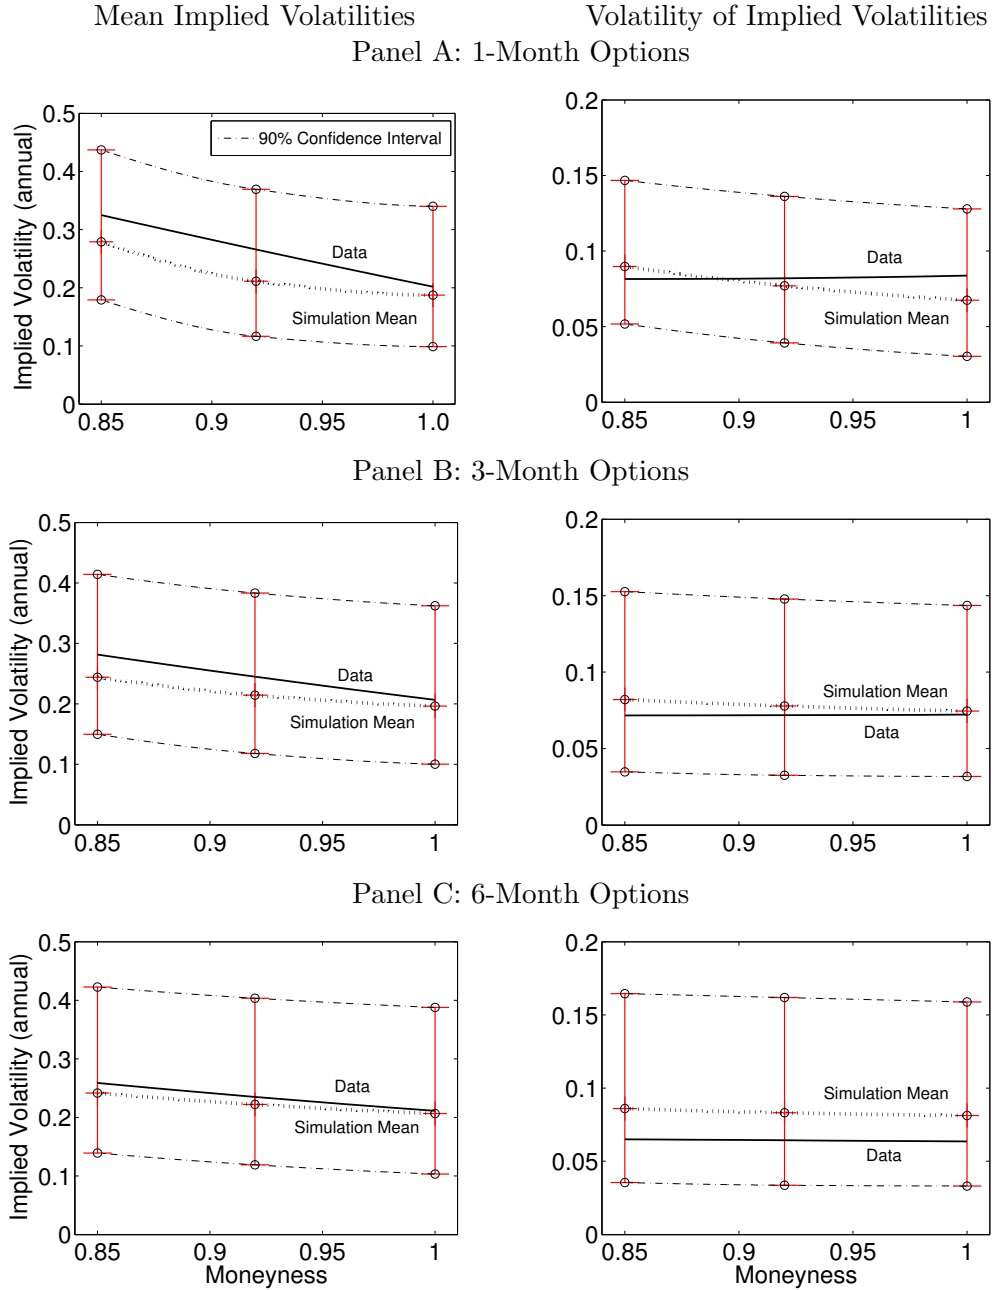 Mean Implied Volatilities
Volatility of Implied Volatilities
Panel A: 1-Month Options
0.5
0.4
0.3
0.2
0.1
0
Implied Volatility (annual)
90% Confidence Interval
Data
Simulation Mean
0.85
0.9
0.95
1.0
0.2
0.15
0.1
0.05
0
Data
Simulation Mean
0.85
0.9
0.95
1
Panel B: 3-Month Options
0.5
0.4
0.3
0.2
0.1
0
Implied Volatility (annual)
Data
Simulation Mean
0.85
0.9
0.95
1
0.2
0.15
0.1
0.05
0
Simulation Mean
Data
0.85
0.9
0.95
1
Panel C: 6-Month Options
0.5
0.4
0.3
0.2
0.1
0
Implied Volatility (annual)
Data
Simulation Mean
0.85
0.9
0.95
1
Moneyness
0.2
0.15
0.1
0.05
0
Simulation Mean
Data
0.85
0.9
0.95
1
Moneyness